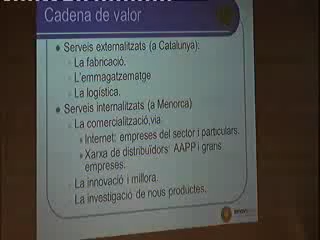 Cadena de valor
Serveis externalitzats (a Catalunya):
La fabricació.
L'emmagatzematge
La logística.
Serveis internalitzats (a Menorca)
La comercialització,via
Internet: empreses del sector i particulars.
Xarxa de distribuïdors: AAPP i grans
empreses.
La innovació i millora.
La investigació de nous productes.